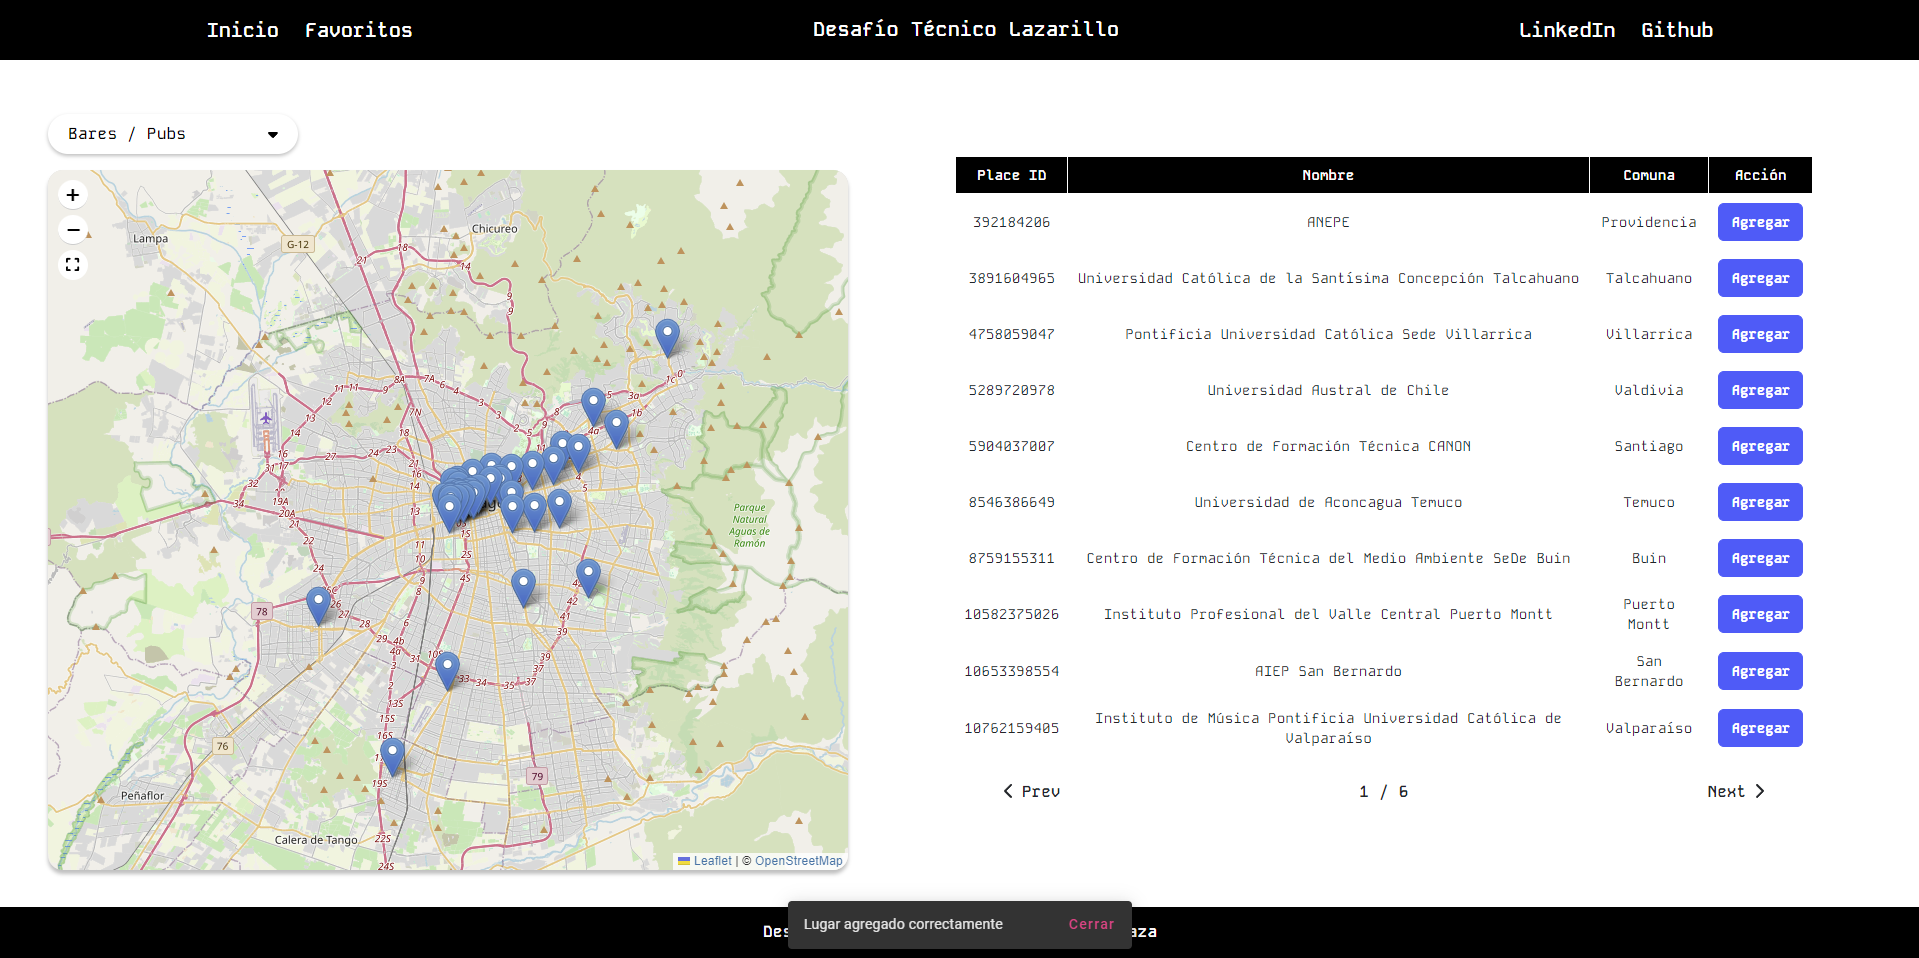 Inicio Favoritos Desafío Técnico Lazarillo LinkedIn Github
Bares / Pubs
Lampa
G-12
Chicureo
Parque
Natural
Aguas de
Ramón
78
76
79
Peñaflor
Calera de Tango
Leaflet | © OpenStreetMap
Place ID Nombre Comuna Acción
392184206 ANEPE Providencia Agregar
3891604965 Universidad Católica de la Santísima Concepción Talcahuano Talcahuano Agregar
4758059047 Pontificia Universidad Católica Sede Villarrica Villarrica Agregar
5289720978 Universidad Austral de Chile Valdivia Agregar
5904037007 Centro de Formación Técnica CANON Santiago Agregar
8546386649 Universidad de Aconcagua Temuco Temuco Agregar
8759155311 Centro de Formación Técnica del Medio Ambiente SeDe Buin Buin Agregar
10582375026 Instituto Profesional del Valle Central Puerto Montt Puerto Montt Agregar
10653398554 AIEP San Bernardo San Bernardo Agregar
10762159405 Instituto de Música Pontificia Universidad Católica de Valparaíso Valparaíso Agregar
Prev 1 / 6 Next
Lugar agregado correctamente Cerrar